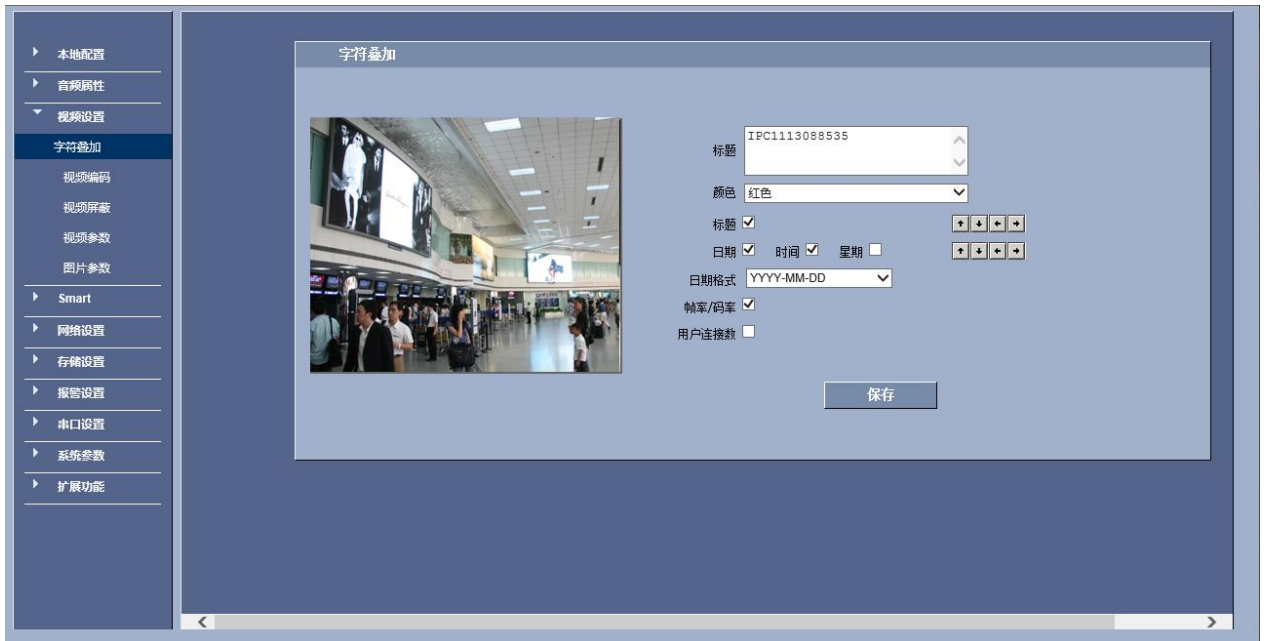 本地配置
音频属性
视频设置
字符叠加
视频编码
视频屏蔽
视频参数
图片参数
Smart
网络设置
存储设置
报警设置
串口设置
系统参数
扩展功能
字符叠加
标题 IPC1113088535
颜色 红色
标题
日期 时间 星期
日期格式 YYYY-MM-DD
帧率/码率
用户连接数
保存